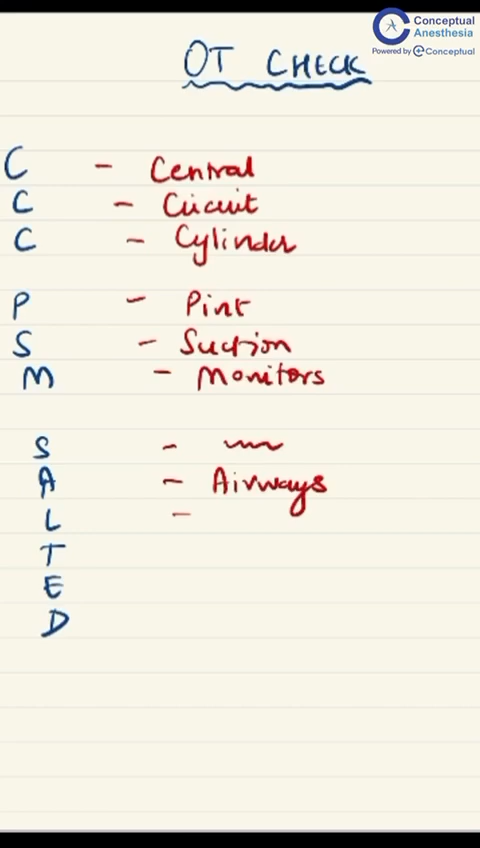 Conceptual
Anesthesia
Powered by Conceptual
OT CHECK
C - Central
C - Circuit
C - Cylinder
P - Pint
S - Suction
M - Monitors
S -
A - Airways
L -
T
E
D